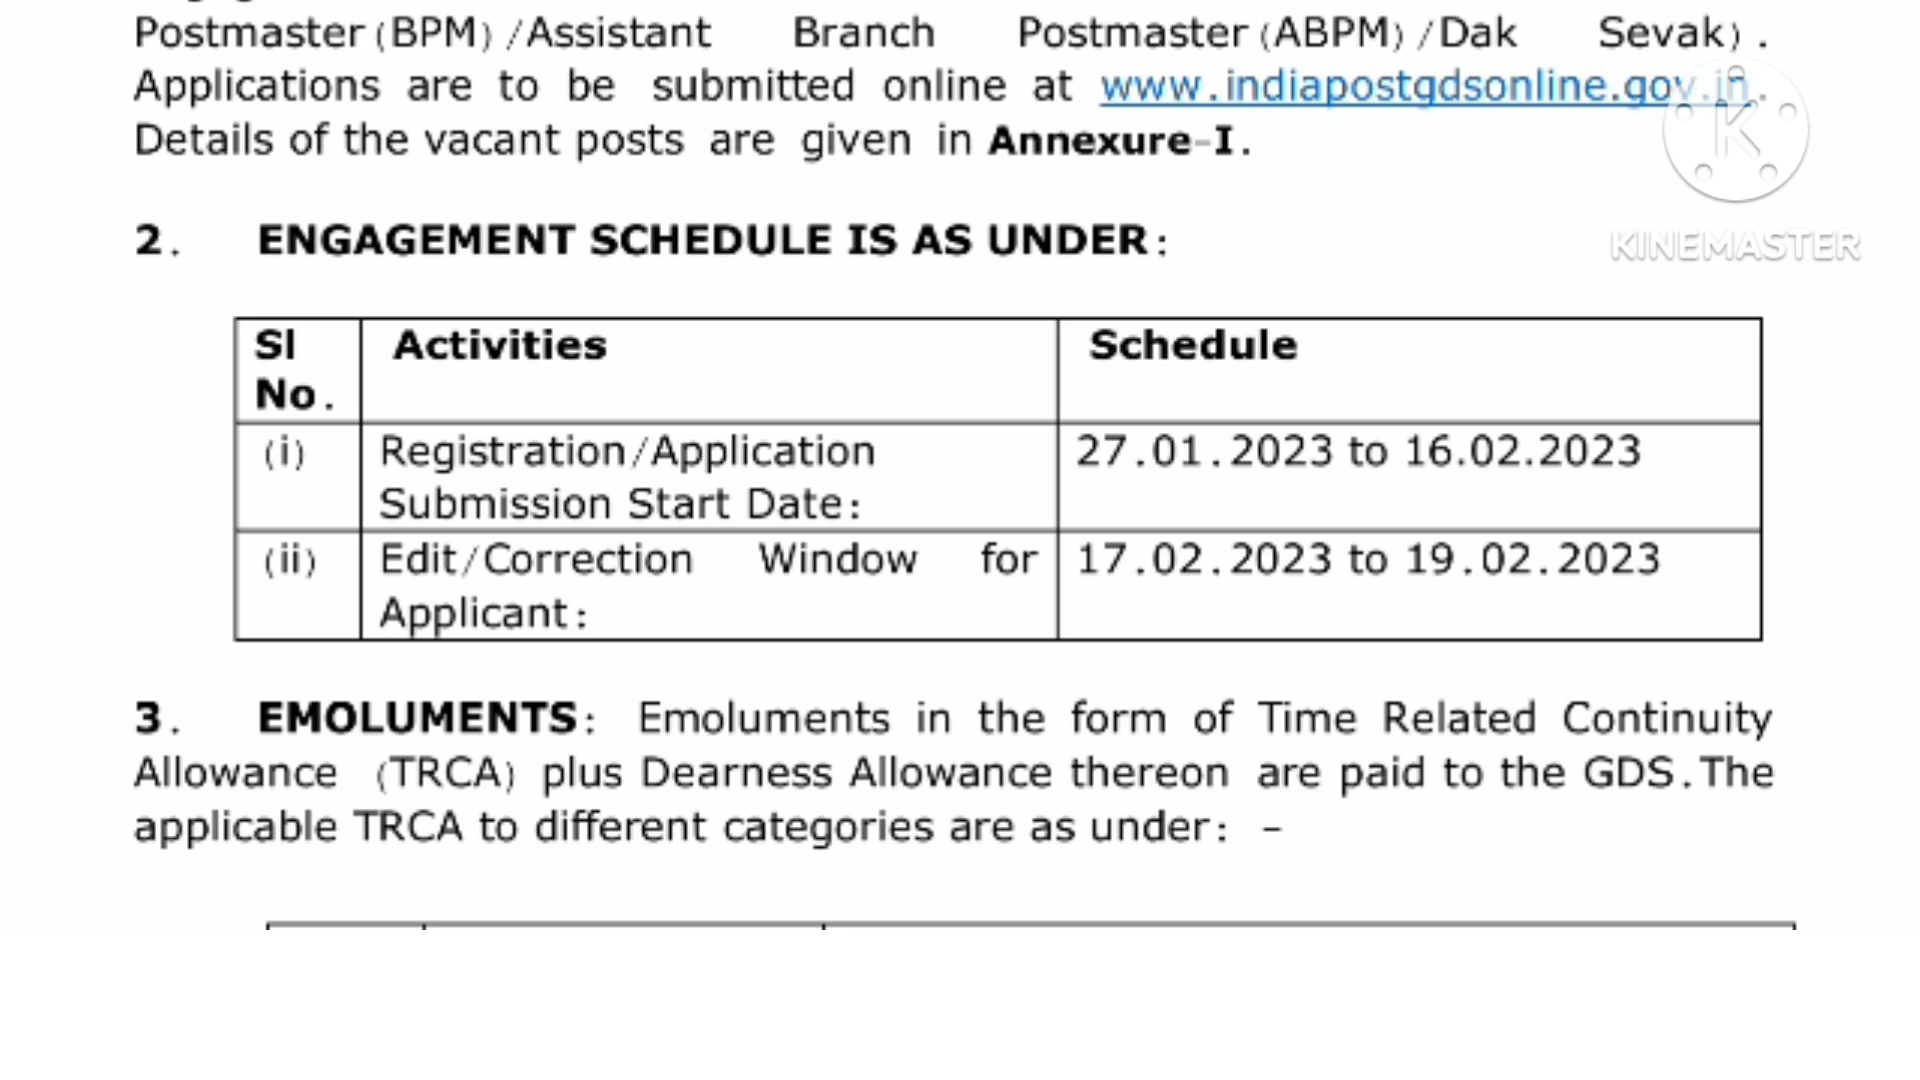 Postmaster(BPM)/Assistant Branch Postmaster(ABPM)/Dak Sevak).
Applications are to be submitted online at www.indiapostgdsonline.gov.in.
Details of the vacant posts are given in Annexure-I.
KINEMASTER
2. ENGAGEMENT SCHEDULE IS AS UNDER:
Sl No. Activities Schedule
(i) Registration/Application Submission Start Date: 27.01.2023 to 16.02.2023
(ii) Edit/Correction Window for Applicant: 17.02.2023 to 19.02.2023
3. EMOLUMENTS: Emoluments in the form of Time Related Continuity
Allowance (TRCA) plus Dearness Allowance thereon are paid to the GDS.The
applicable TRCA to different categories are as under: -